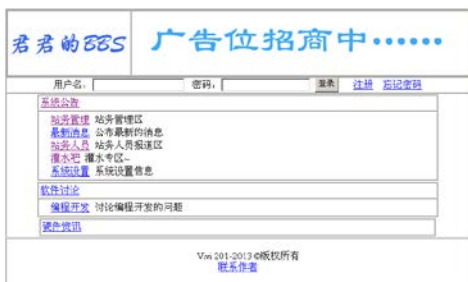 君君的BBS 广告位招商中······
用户名: 密码: 登录 注册 忘记密码
系统公告
站务管理 站务管理区
最新消息 公布最新的消息
站务人员 站务人员报道区
灌水吧 灌水专区~
系统设置 系统设置信息
软件讨论
编程开发 讨论编程开发的问题
硬件资讯
201-2013 ©版权所有
联系作者